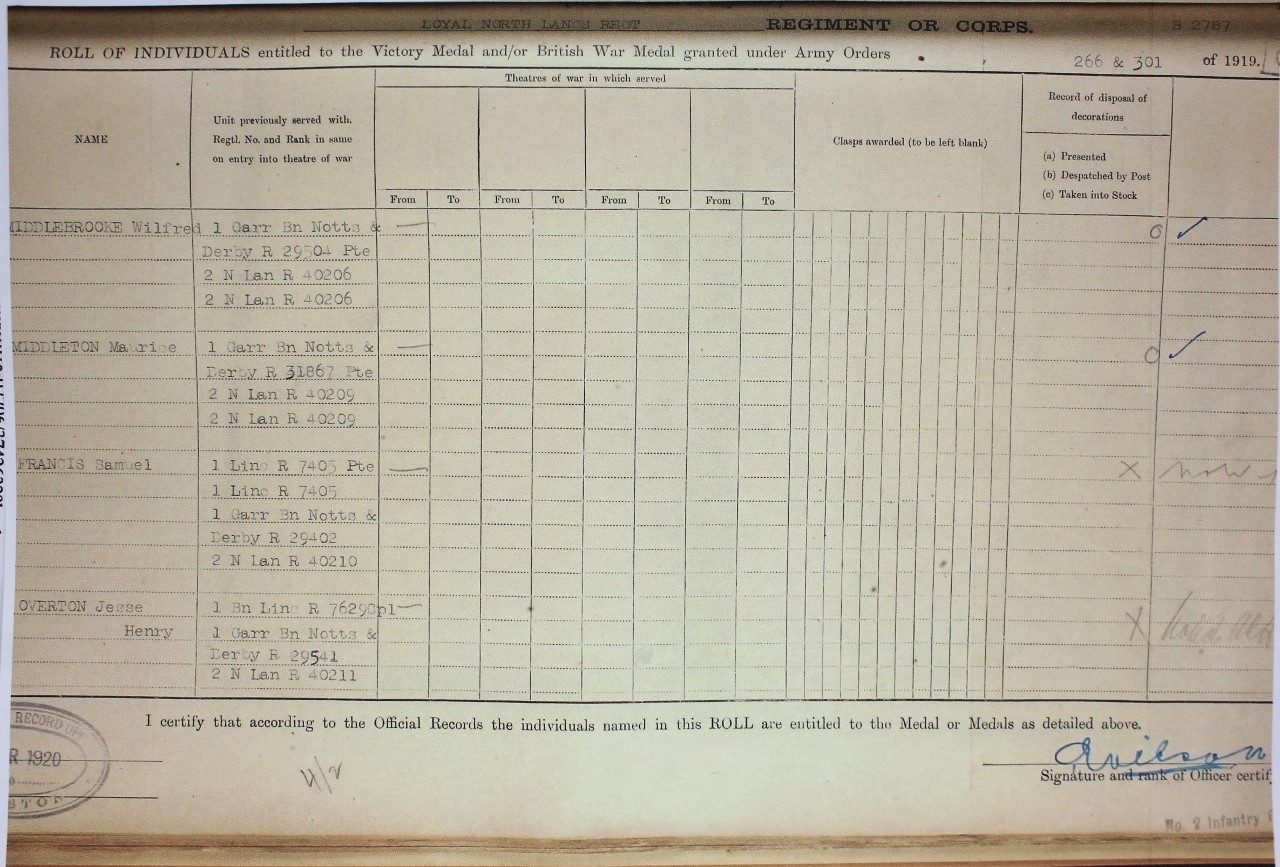 LOYAL NORTH LANCS REGT REGIMENT OR CORPS. B 2787
ROLL OF INDIVIDUALS entitled to the Victory Medal and/or British War Medal granted under Army Orders 266 & 301 of 1919.
Theatres of war in which served
NAME
Unit previously served with.
Regtl. No. and Rank in same
on entry into theatre of war
Clasps awarded (to be left blank)
Record of disposal of
decorations
(a) Presented
(b) Despatched by Post
(c) Taken into Stock
From To From To From To From To
MIDDLEBROOKE Wilfred 1 Garr Bn Notts &
Derby R 29504 Pte
2 N Lan R 40206
2 N Lan R 40206
MIDDLETON Maurice 1 Garr Bn Notts &
Derby R 31867 Pte
2 N Lan R 40209
2 N Lan R 40209
FRANCIS Samuel 1 Linc R 7405 Pte X
1 Linc R 7405
1 Garr Bn Notts &
Derby R 29402
2 N Lan R 40210
OVERTON Jesse 1 Bn Linc R 7629Cpl
Henry 1 Garr Bn Notts & X
Derby R 29541
2 N Lan R 40211
I certify that according to the Official Records the individuals named in this ROLL are entitled to the Medal or Medals as detailed above.
RECORD
R 1920
Signature and rank of Officer certif
No. 2 Infantry